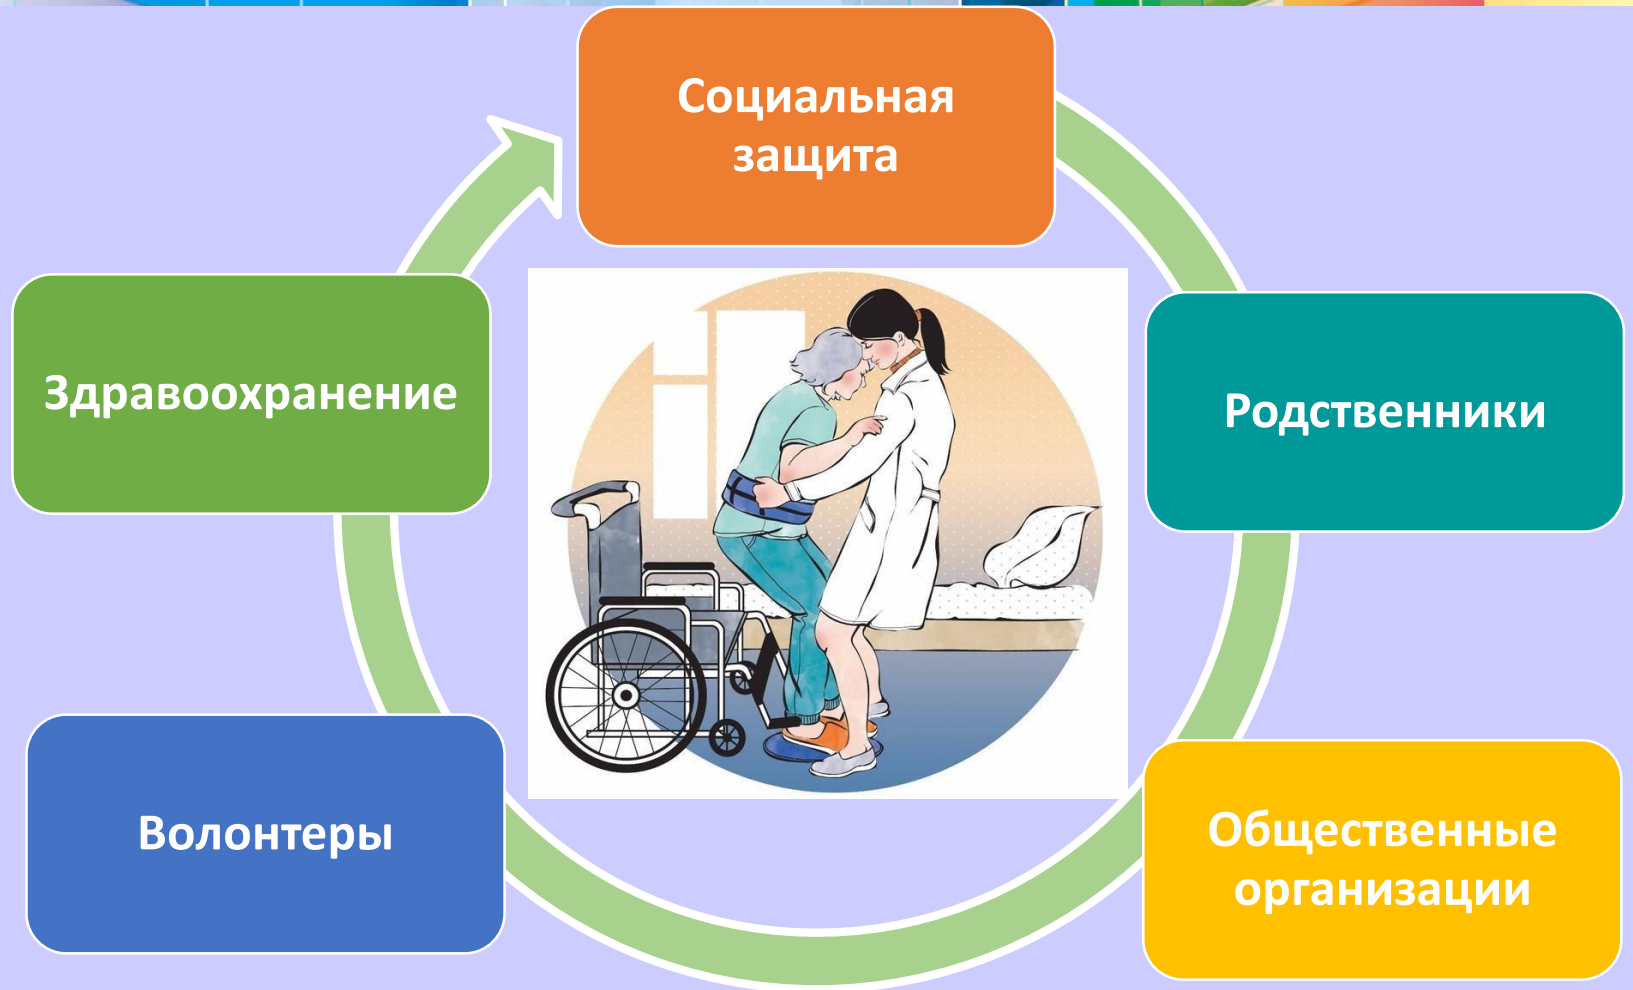 Социальная
защита
Родственники
Общественные
организации
Волонтеры
Здравоохранение